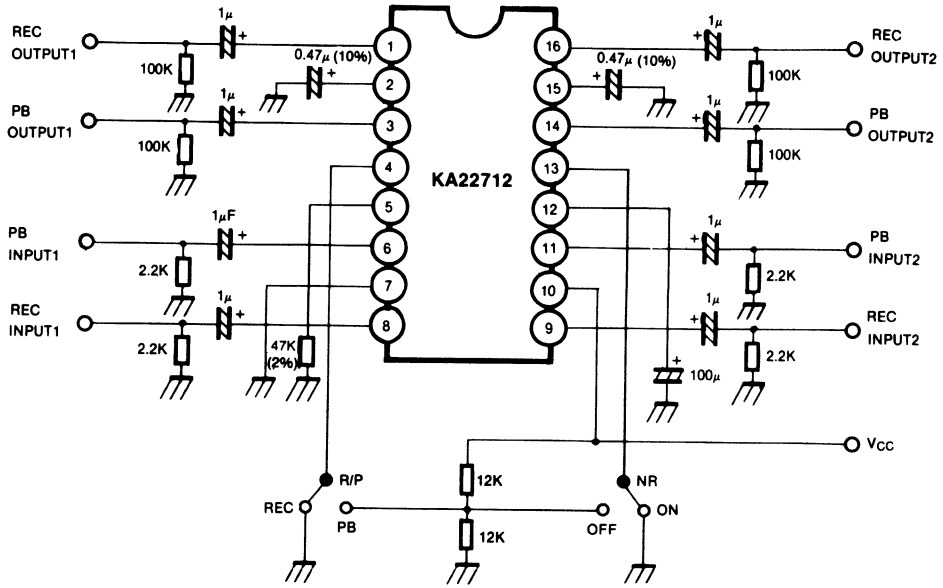 REC OUTPUT1
1μ
+
100K
0.47μ (10%)
+
PB OUTPUT1
1μ
+
100K
PB INPUT1
1μF
+
2.2K
REC INPUT1
1μ
+
2.2K
47K
(2%)
1
2
3
4
5
6
7
8
KA22712
16
15
14
13
12
11
10
9
1μ
+
REC OUTPUT2
0.47μ (10%)
+
100K
1μ
+
PB OUTPUT2
100K
1μ
+
PB INPUT2
2.2K
1μ
+
REC INPUT2
2.2K
+
100μ
VCC
R/P
REC
PB
12K
12K
NR
OFF
ON